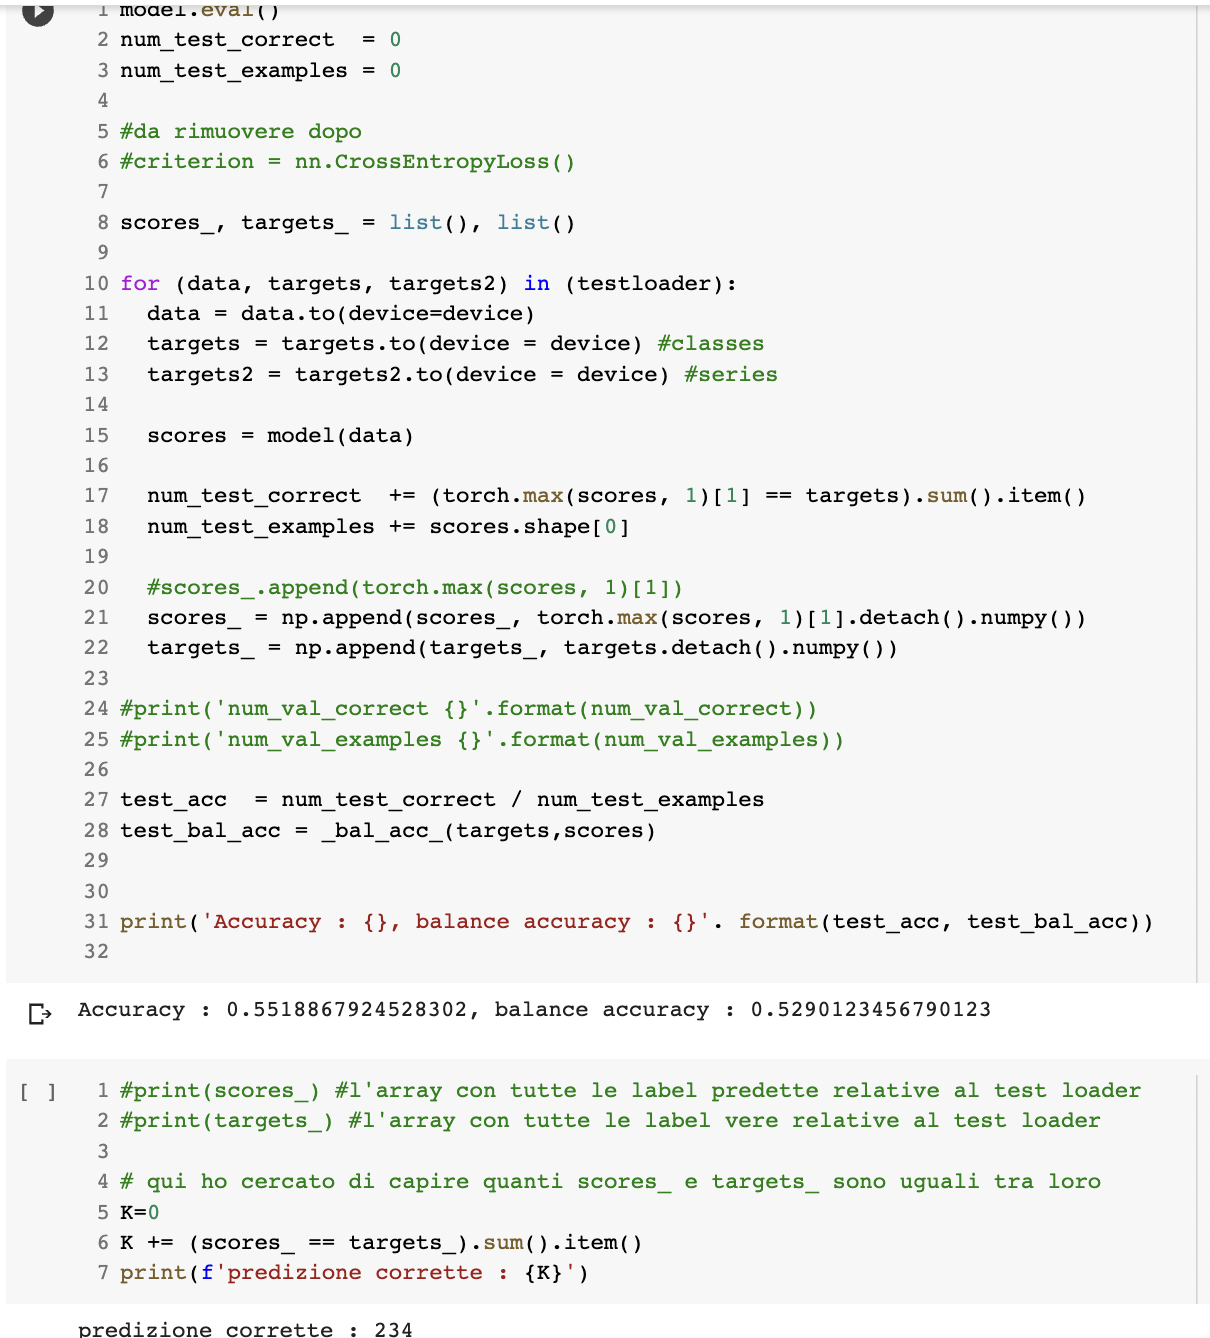 1 model.eval()
2 num_test_correct  = 0
3 num_test_examples = 0
4
5 #da rimuovere dopo
6 #criterion = nn.CrossEntropyLoss()
7
8 scores_, targets_ = list(), list()
9
10 for (data, targets, targets2) in (testloader):
11   data = data.to(device=device)
12   targets = targets.to(device = device) #classes
13   targets2 = targets2.to(device = device) #series
14
15   scores = model(data)
16
17   num_test_correct  += (torch.max(scores, 1)[1] == targets).sum().item()
18   num_test_examples += scores.shape[0]
19
20   #scores_.append(torch.max(scores, 1)[1])
21   scores_ = np.append(scores_, torch.max(scores, 1)[1].detach().numpy())
22   targets_ = np.append(targets_, targets.detach().numpy())
23
24 #print('num_val_correct {}'.format(num_val_correct))
25 #print('num_val_examples {}'.format(num_val_examples))
26
27 test_acc  = num_test_correct / num_test_examples
28 test_bal_acc = _bal_acc_(targets,scores)
29
30
31 print('Accuracy : {}, balance accuracy : {}'. format(test_acc, test_bal_acc))
32
Accuracy : 0.5518867924528302, balance accuracy : 0.5290123456790123
[ ] 1 #print(scores_) #l'array con tutte le label predette relative al test loader
2 #print(targets_) #l'array con tutte le label vere relative al test loader
3
4 # qui ho cercato di capire quanti scores_ e targets_ sono uguali tra loro
5 K=0
6 K += (scores_ == targets_).sum().item()
7 print(f'predizione corrette : {K}')
predizione corrette : 234